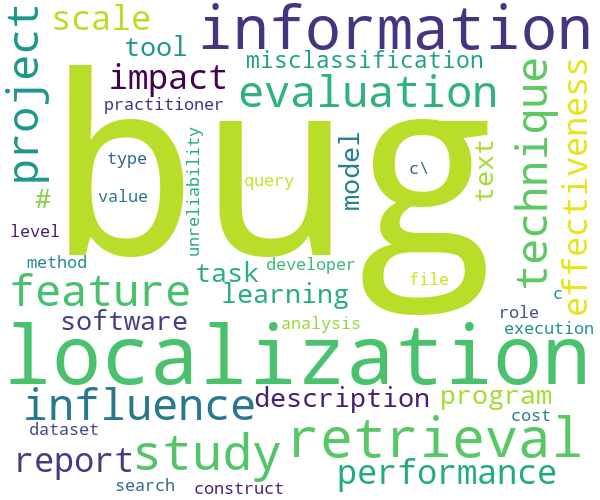 scale
information
project
tool
misclassification
impact
evaluation
practitioner
technique
effectiveness
bug
type
value
unreliability
query
model
c\
text
#
level
method
task
developer
file
feature
learning
c
software
analysis
role
execution
localization
influence
description
program
cost
dataset
study
retrieval
report
performance
search
construct